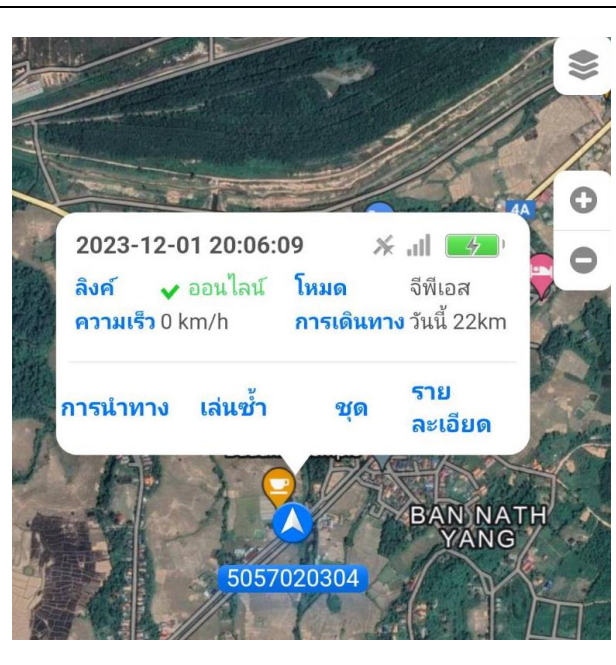 4A
2023-12-01 20:06:09
ลิงค์ ออนไลน์ โหมด จีพีเอส
ความเร็ว 0 km/h การเดินทาง วันนี้ 22km
การนำทาง เล่นซ้ำ ชุด ราย
ละเอียด
BAN NATH
YANG
5057020304